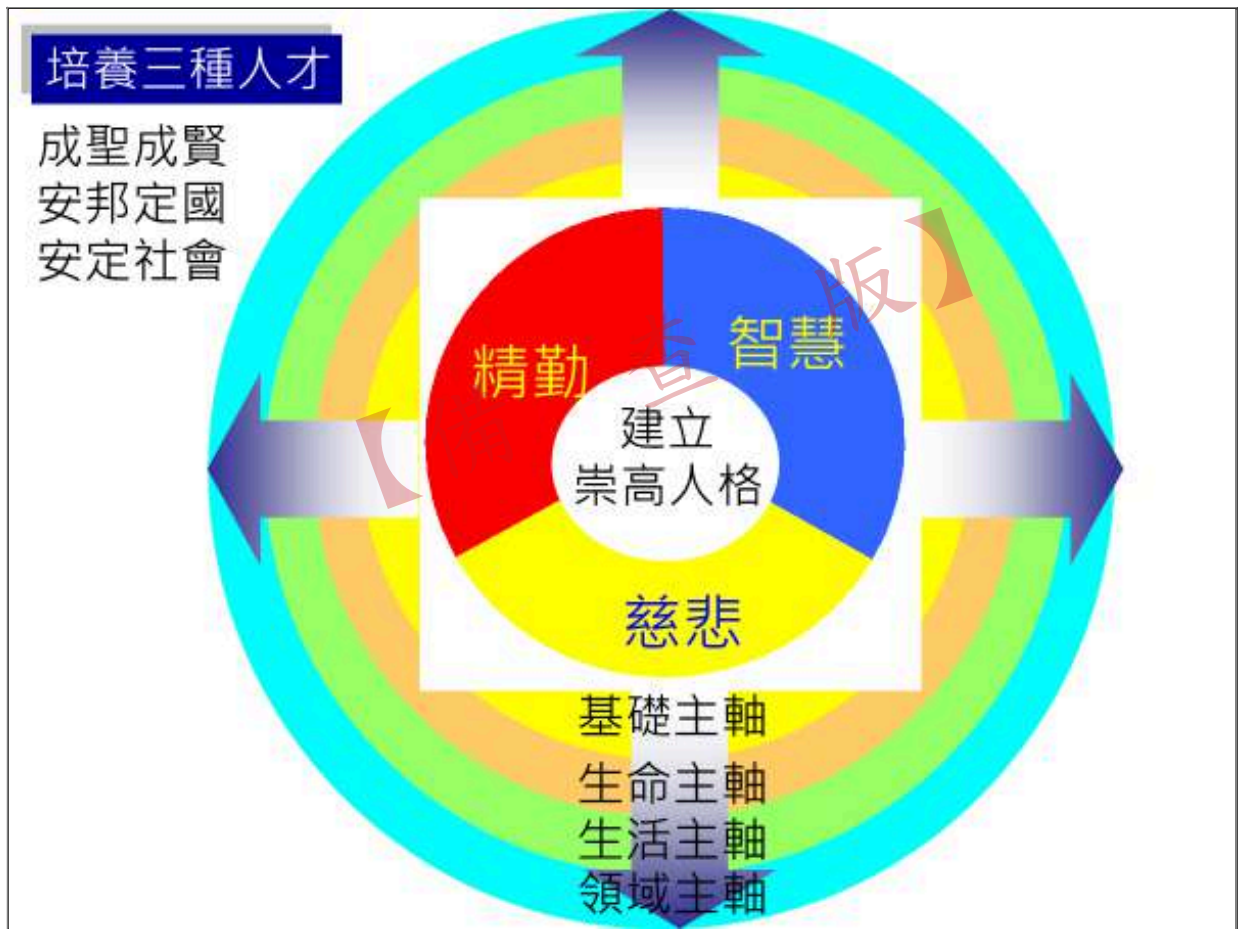 培養三種人才
成聖成賢
安邦定國
安定社會
智慧
精勤
建立
崇高人格
慈悲
基礎主軸
生命主軸
生活主軸
領域主軸
查 版】